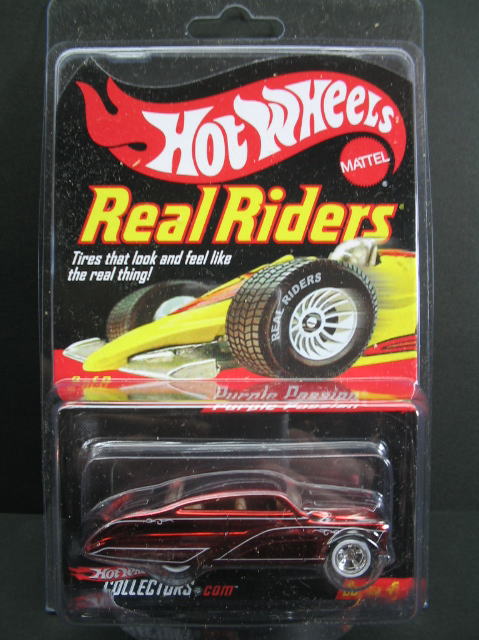 Hot Wheels
MATTEL
Real Riders
Tires that look and feel like
the real thing!
REAL RIDERS
Purple Passion
Hot Wheels
COLLECTORS.com